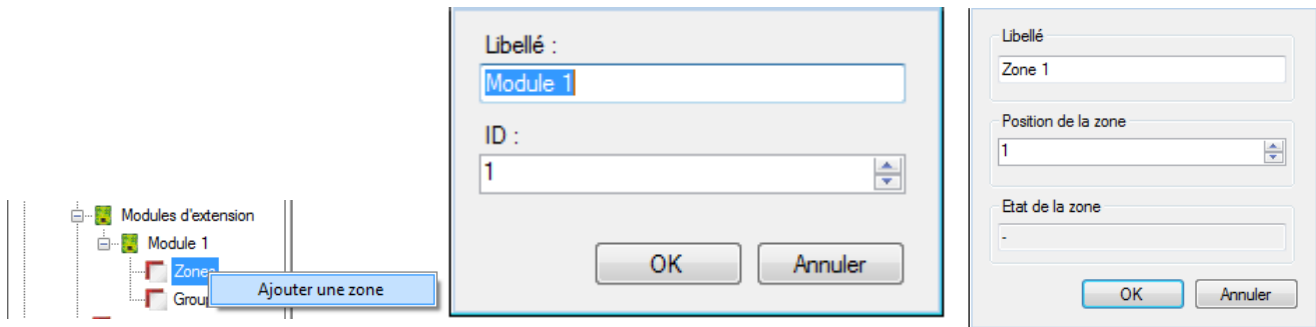 Modules d'extension
Module 1
Zones
Group
Ajouter une zone
Libellé :
Module 1
ID :
1
OK
Annuler
Libellé
Zone 1
Position de la zone
1
Etat de la zone
-
OK
Annuler